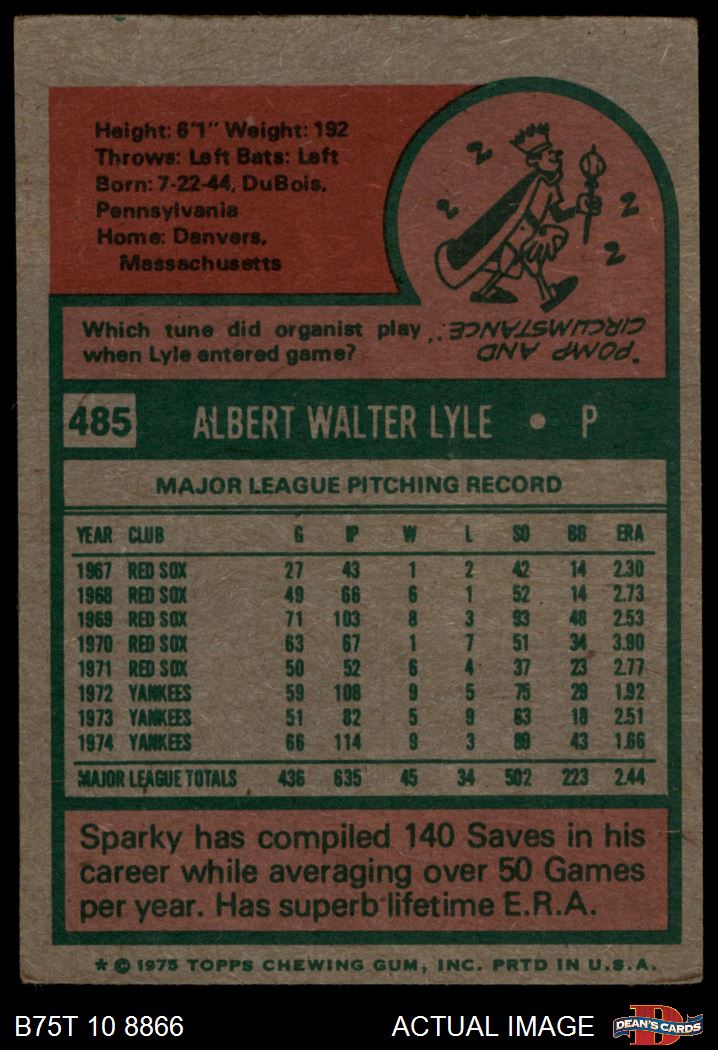 Height: 6'1" Weight: 192
Throws: Left Bats: Left
Born: 7-22-44, DuBois,
Pennsylvania
Home: Danvers,
Massachusetts
Z
Z
Z
Z
Which tune did organist play
when Lyle entered game?
"POMP AND
CIRCUMSTANCE".
485 ALBERT WALTER LYLE • P
MAJOR LEAGUE PITCHING RECORD
YEAR CLUB G IP W L SO BB ERA
1967 RED SOX 27 43 1 2 42 14 2.30
1968 RED SOX 49 66 6 1 52 14 2.73
1969 RED SOX 71 103 8 3 93 48 2.53
1970 RED SOX 63 67 1 7 51 34 3.90
1971 RED SOX 50 52 6 4 37 23 2.77
1972 YANKEES 59 108 9 5 75 29 1.92
1973 YANKEES 51 82 5 9 63 18 2.51
1974 YANKEES 66 114 9 3 89 43 1.66
MAJOR LEAGUE TOTALS 436 635 45 34 502 223 2.44
Sparky has compiled 140 Saves in his
career while averaging over 50 Games
per year. Has superb lifetime E.R.A.
* © 1975 TOPPS CHEWING GUM, INC. PRTD IN U.S.A.
B75T 10 8866 ACTUAL IMAGE DEAN'S CARDS